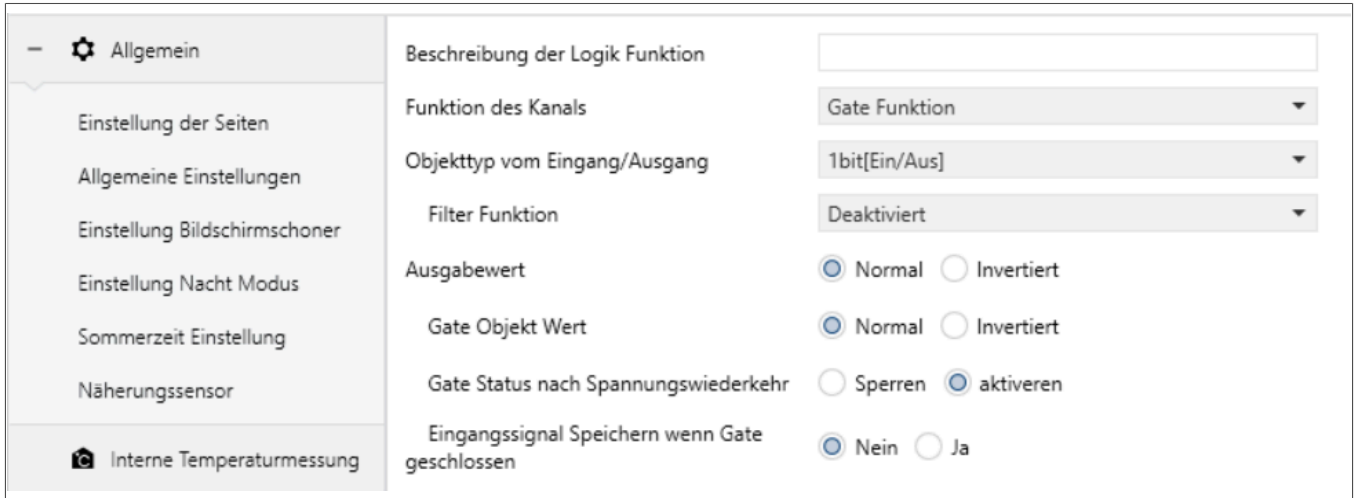 Allgemein
Einstellung der Seiten
Allgemeine Einstellungen
Einstellung Bildschirmschoner
Einstellung Nacht Modus
Sommerzeit Einstellung
Näherungssensor
Interne Temperaturmessung
Beschreibung der Logik Funktion
Funktion des Kanals Gate Funktion
Objekttyp vom Eingang/Ausgang 1bit[Ein/Aus]
Filter Funktion Deaktiviert
Ausgabewert Normal Invertiert
Gate Objekt Wert Normal Invertiert
Gate Status nach Spannungswiederkehr Sperren aktiveren
Eingangssignal Speichern wenn Gate
geschlossen Nein Ja